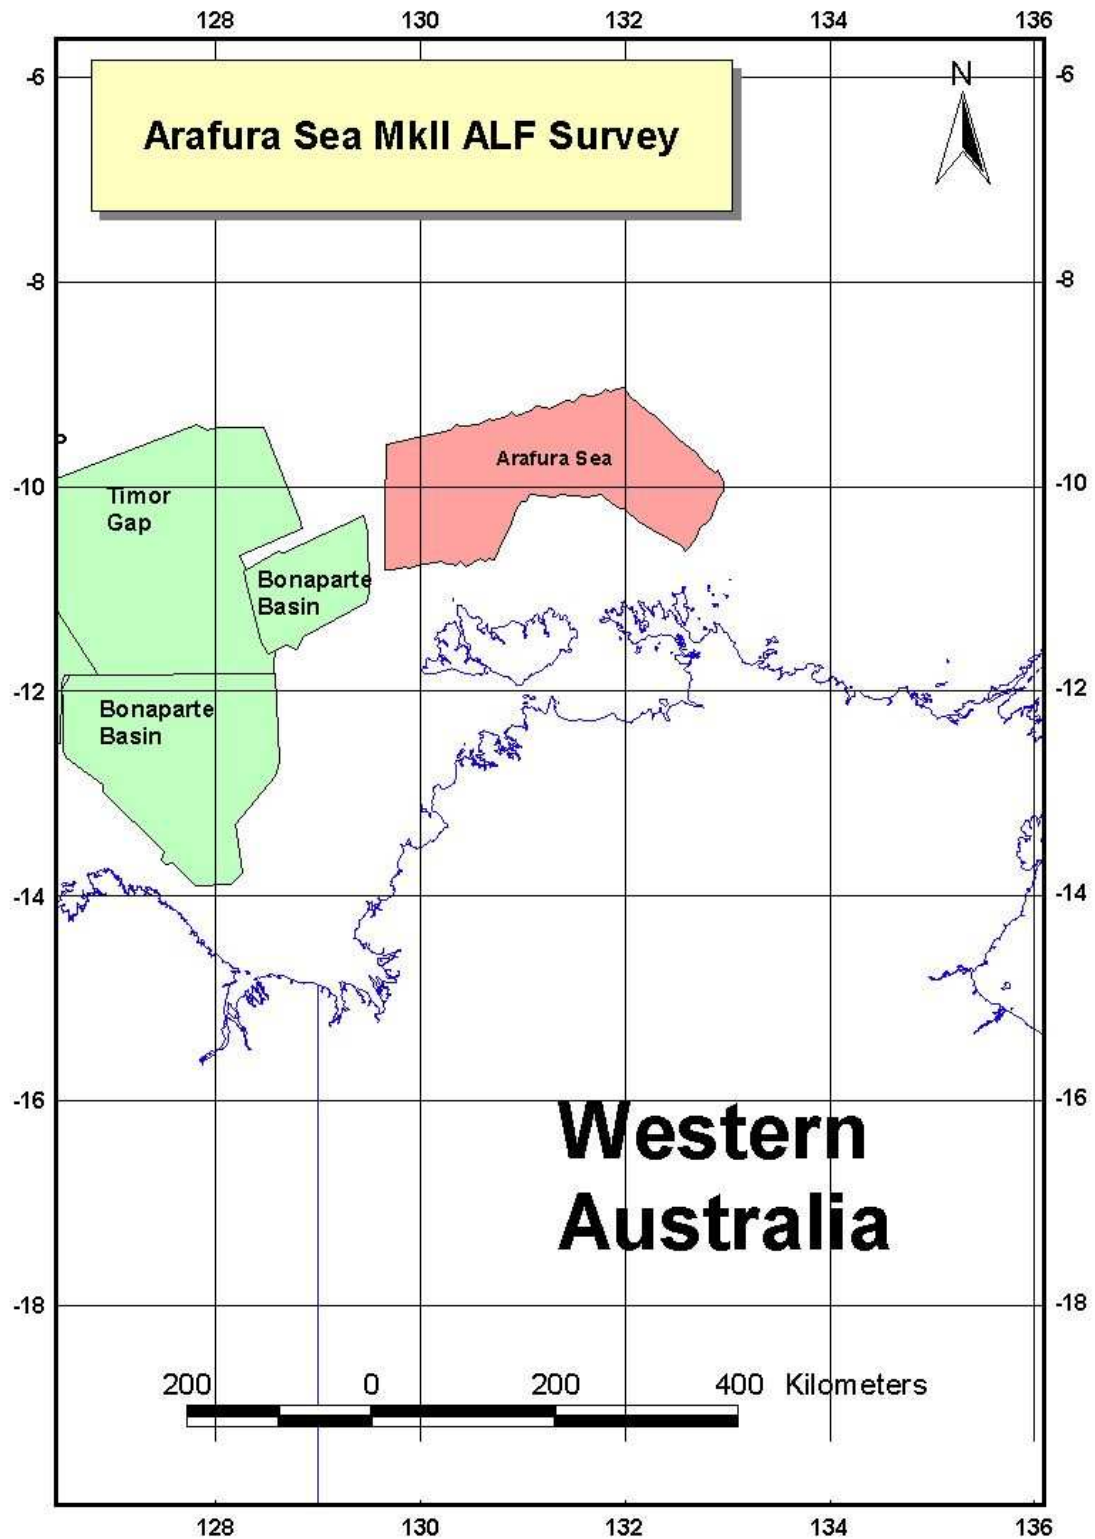 128 130 132 134 136
-6 -6
N
Arafura Sea MkII ALF Survey
-8 -8
Arafura Sea
-10 -10
Timor
Gap
Bonaparte
Basin
-12 -12
Bonaparte
Basin
-14 -14
-16 -16
Western
Australia
-18 -18
200 0 200 400 Kilometers
128 130 132 134 136